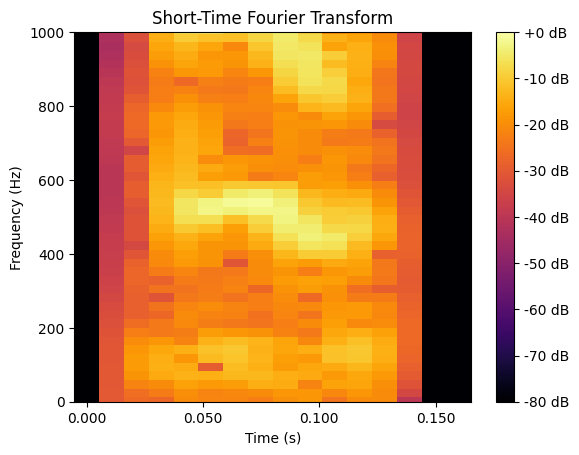 Short-Time Fourier Transform
1000
800
600
400
200
0
Frequency (Hz)
0.000
0.050
0.100
0.150
Time (s)
+0 dB
-10 dB
-20 dB
-30 dB
-40 dB
-50 dB
-60 dB
-70 dB
-80 dB